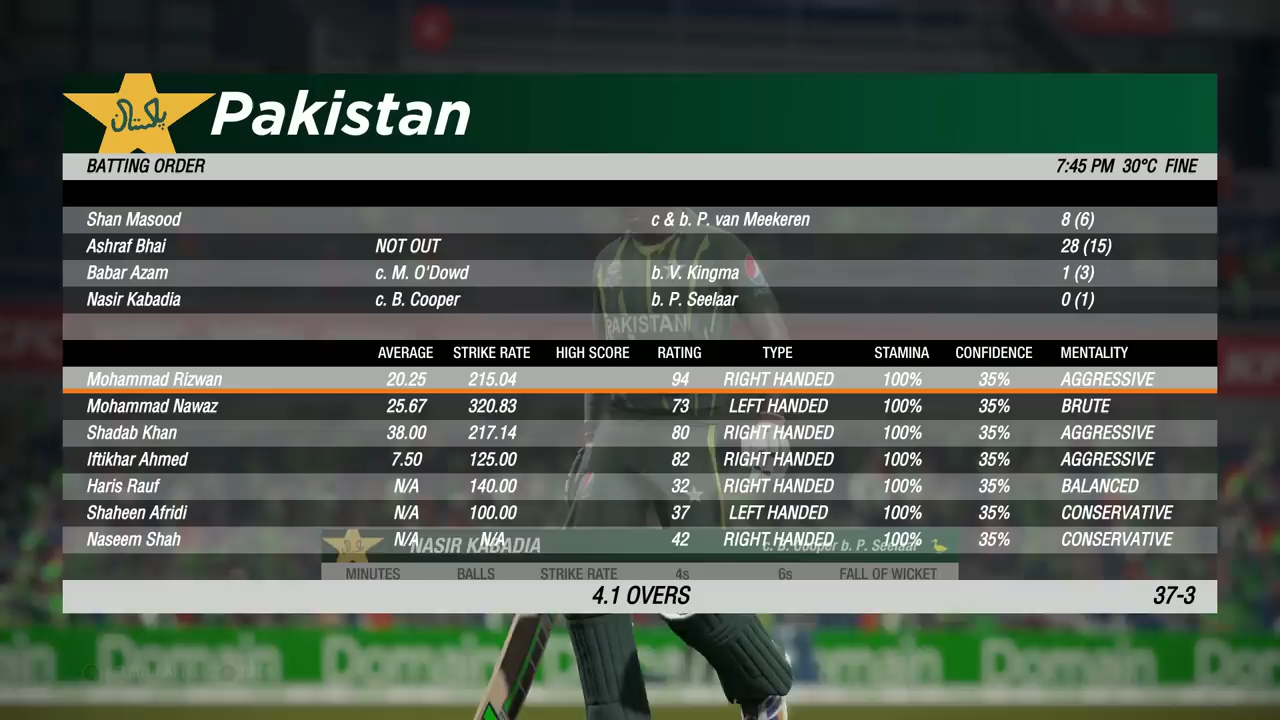 پاکستان Pakistan
BATTING ORDER 7:45 PM 30°C FINE
Shan Masood c & b. P. van Meekeren 8 (6)
Ashraf Bhai NOT OUT 28 (15)
Babar Azam c. M. O'Dowd b. V. Kingma 1 (3)
Nasir Kabadia c. B. Cooper b. P. Seelaar 0 (1)
PAKISTAN
AVERAGE STRIKE RATE HIGH SCORE RATING TYPE STAMINA CONFIDENCE MENTALITY
Mohammad Rizwan 20.25 215.04 94 RIGHT HANDED 100% 35% AGGRESSIVE
Mohammad Nawaz 25.67 320.83 73 LEFT HANDED 100% 35% BRUTE
Shadab Khan 38.00 217.14 80 RIGHT HANDED 100% 35% AGGRESSIVE
Iftikhar Ahmed 7.50 125.00 82 RIGHT HANDED 100% 35% AGGRESSIVE
Haris Rauf N/A 140.00 32 RIGHT HANDED 100% 35% BALANCED
Shaheen Afridi N/A 100.00 37 LEFT HANDED 100% 35% CONSERVATIVE
Naseem Shah N/A N/A 42 RIGHT HANDED 100% 35% CONSERVATIVE
NASIR KABADIA c. B. Cooper b. P. Seelaar
MINUTES BALLS STRIKE RATE 4s 6s FALL OF WICKET
4.1 OVERS 37-3